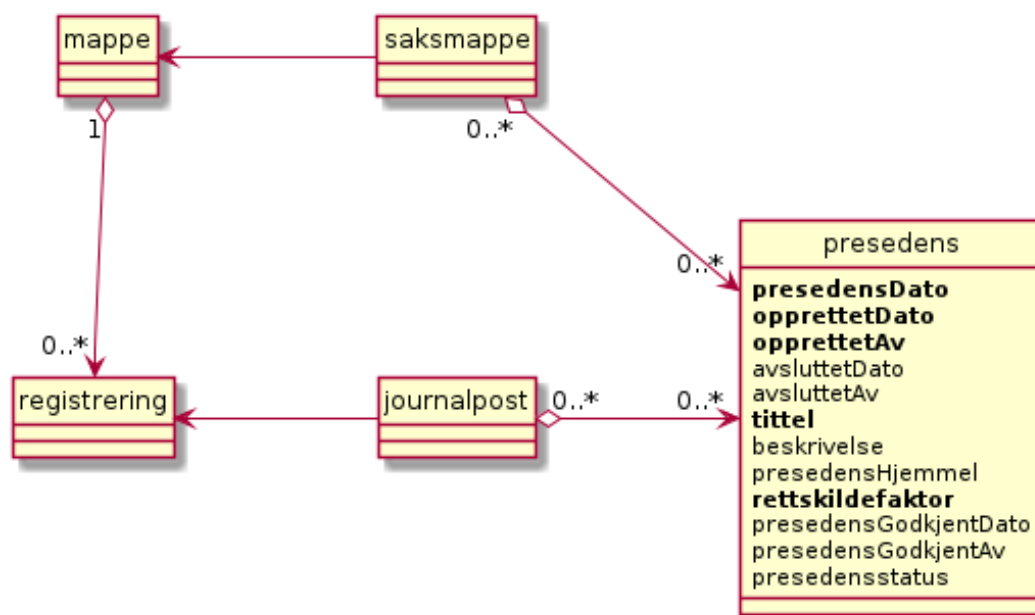 mappe
saksmappe
1
0..*
0..*
presedens
presedensDato
opprettetDato
opprettetAv
avsluttetDato
avsluttetAv
tittel
beskrivelse
presedensHjemmel
rettskildefaktor
presedensGodkjentDato
presedensGodkjentAv
presedensstatus
0..*
registrering
journalpost
0..*
0..*